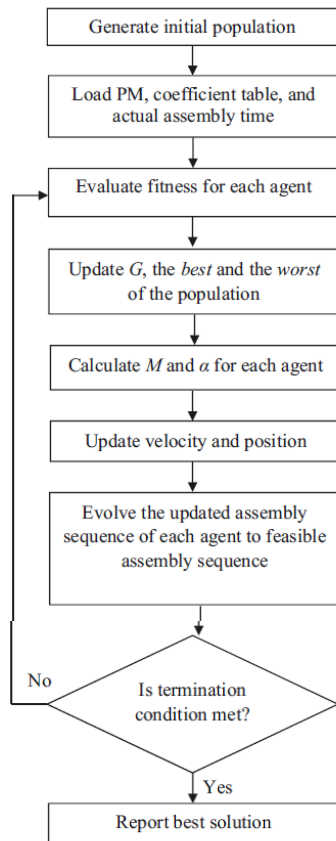 Generate initial population
Load PM, coefficient table, and
actual assembly time
Evaluate fitness for each agent
Update G, the best and the worst
of the population
Calculate M and α for each agent
Update velocity and position
Evolve the updated assembly
sequence of each agent to feasible
assembly sequence
No
Is termination
condition met?
Yes
Report best solution